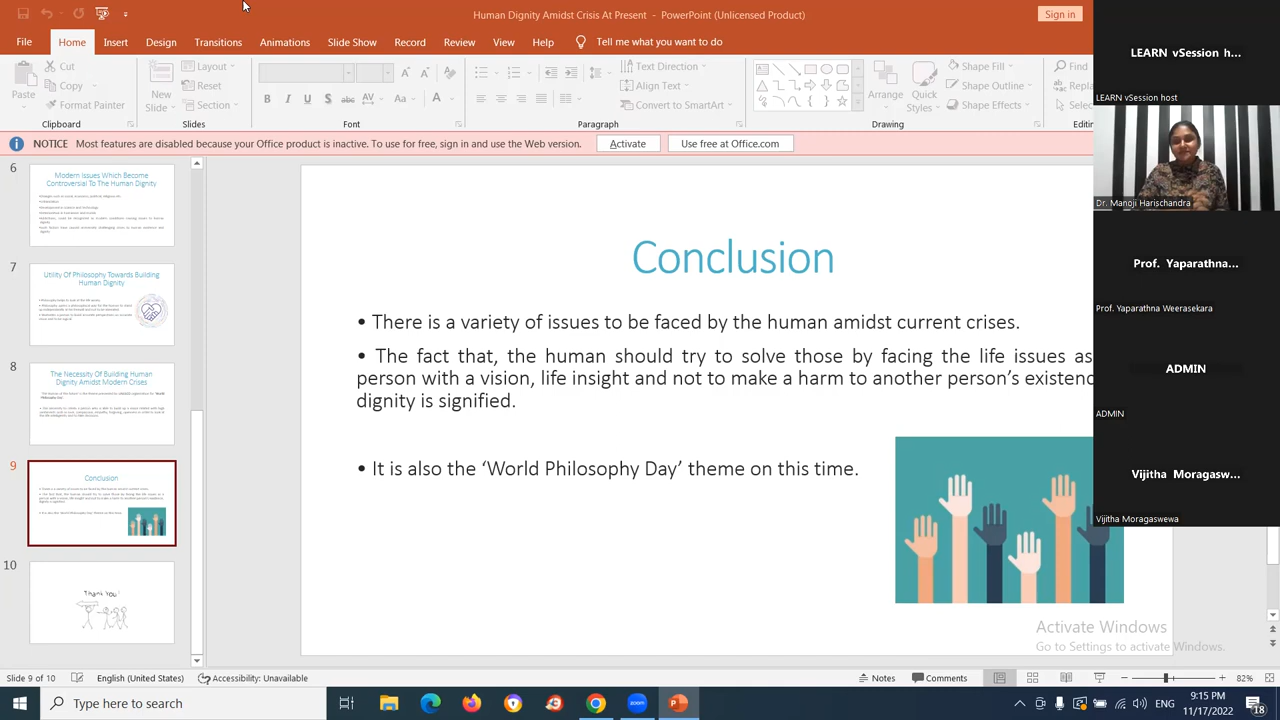 Human Dignity Amidst Crisis At Present - PowerPoint (Unlicensed Product)
Sign in
File Home Insert Design Transitions Animations Slide Show Record Review View Help Tell me what you want to do
Paste
Cut
Copy
Format Painter
Clipboard
New Slide
Layout
Reset
Section
Slides
Font
Text Direction
Align Text
Convert to SmartArt
Paragraph
Arrange
Quick Styles
Shape Fill
Shape Outline
Shape Effects
Drawing
Find
NOTICE Most features are disabled because your Office product is inactive. To use for free, sign in and use the Web version. Activate Use free at Office.com
6
Modern Issues Which Become
Controversial To The Human Dignity
7
Utility Of Philosophy Towards Building
Human Dignity
8
The Necessity Of Building Human
Dignity Amidst Modern Crises
9
Conclusion
10
Thank You
Conclusion
• There is a variety of issues to be faced by the human amidst current crises.
• The fact that, the human should try to solve those by facing the life issues as
person with a vision, life insight and not to make a harm to another person's
dignity is signified.
• It is also the ‘World Philosophy Day’ theme on this time.
LEARN vSession h...
LEARN vSession host
Dr. Manoji Harischandra
Prof. Yaparathna...
Prof. Yaparathna Weerasekara
ADMIN
ADMIN
Vijitha Moragasw...
Vijitha Moragaswewa
Activate Windows
Go to Settings to activate Windows.
Slide 9 of 10 English (United States) Accessibility: Unavailable Notes Comments 82%
Type here to search
zoom
ENG
9:15 PM
11/17/2022
18